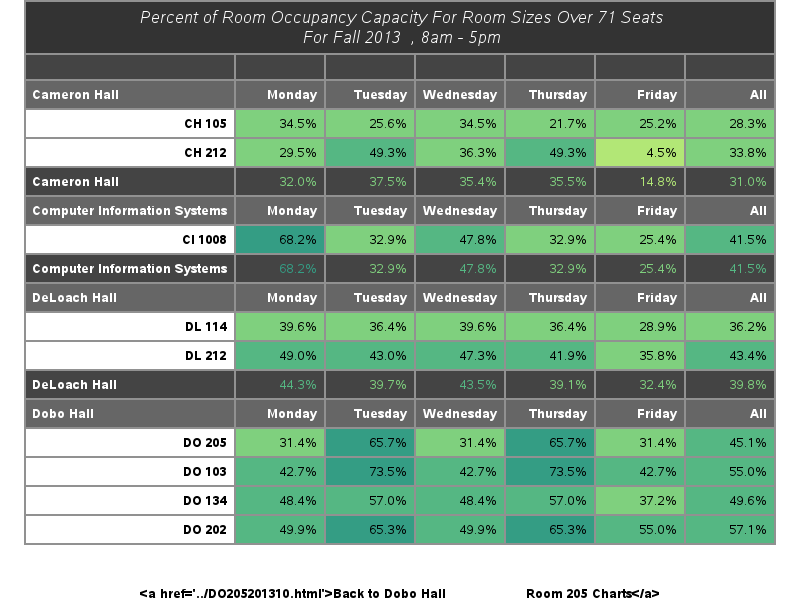 Percent of Room Occupancy Capacity For Room Sizes Over 71 Seats
For Fall 2013 , 8am - 5pm
Cameron Hall Monday Tuesday Wednesday Thursday Friday All
CH 105 34.5% 25.6% 34.5% 21.7% 25.2% 28.3%
CH 212 29.5% 49.3% 36.3% 49.3% 4.5% 33.8%
Cameron Hall 32.0% 37.5% 35.4% 35.5% 14.8% 31.0%
Computer Information Systems Monday Tuesday Wednesday Thursday Friday All
CI 1008 68.2% 32.9% 47.8% 32.9% 25.4% 41.5%
Computer Information Systems 68.2% 32.9% 47.8% 32.9% 25.4% 41.5%
DeLoach Hall Monday Tuesday Wednesday Thursday Friday All
DL 114 39.6% 36.4% 39.6% 36.4% 28.9% 36.2%
DL 212 49.0% 43.0% 47.3% 41.9% 35.8% 43.4%
DeLoach Hall 44.3% 39.7% 43.5% 39.1% 32.4% 39.8%
Dobo Hall Monday Tuesday Wednesday Thursday Friday All
DO 205 31.4% 65.7% 31.4% 65.7% 31.4% 45.1%
DO 103 42.7% 73.5% 42.7% 73.5% 42.7% 55.0%
DO 134 48.4% 57.0% 48.4% 57.0% 37.2% 49.6%
DO 202 49.9% 65.3% 49.9% 65.3% 55.0% 57.1%
<a href='../DO205201310.html'>Back to Dobo Hall Room 205 Charts</a>